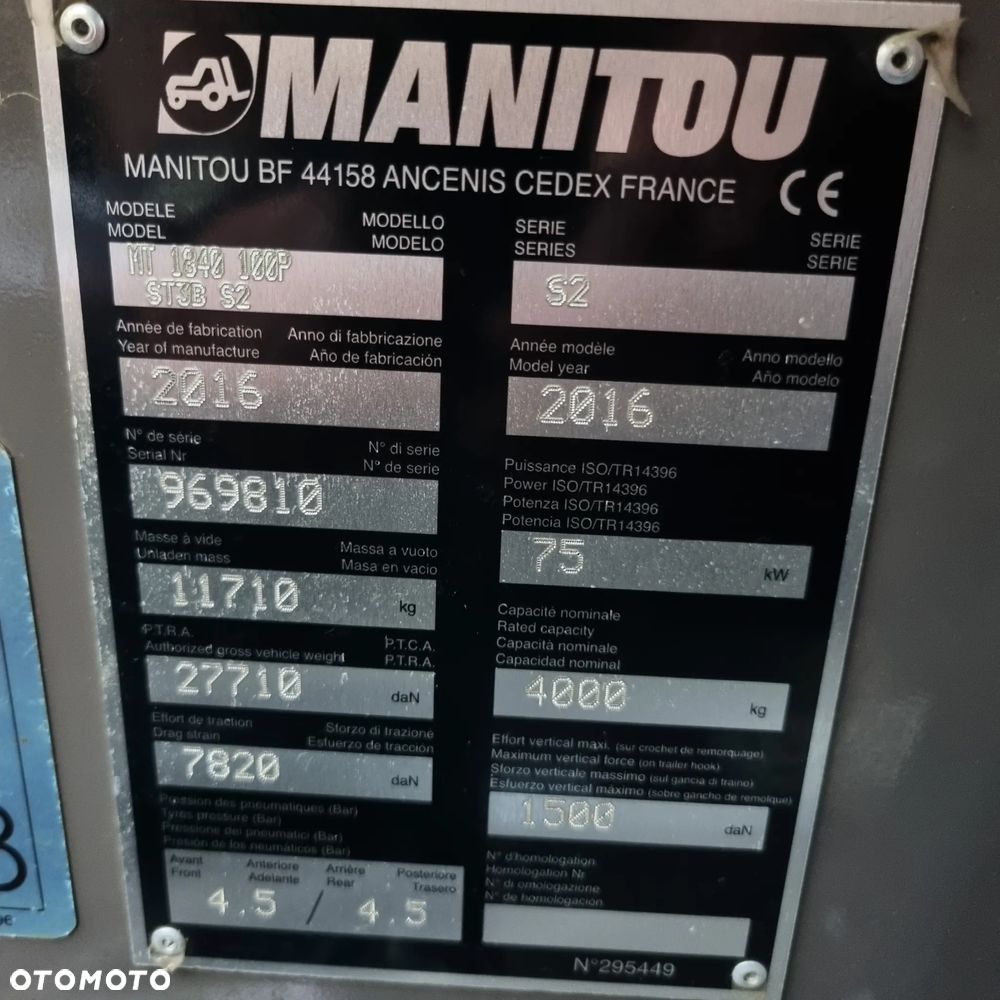 MANITOU
MANITOU BF 44158 ANCENIS CEDEX FRANCE CE
MODELE MODELLO
MODEL MODELO
MT 1840 100P
ST3B S2
SERIE SERIE
SERIES SERIE
S2
Année de fabrication Anno di fabbricazione
Year of manufacture Año de fabricación
2016
Année modèle Anno modello
Model year Año modelo
2016
N° de série N° di serie
Serial Nr N° de serie
969810
Puissance ISO/TR14396
Power ISO/TR14396
Potenza ISO/TR14396
Potencia ISO/TR14396
75 kW
Masse à vide Massa a vuoto
Unladen mass Masa en vacio
11710 kg
Capacité nominale
Rated capacity
Capacità nominale
Capacidad nominal
4000 kg
P.T.R.A. P.T.C.A.
Authorized gross vehicle weight P.T.R.A.
27710 daN
Effort de traction Sforzo di trazione
Drag strain Esfuerzo de tracción
7820 daN
Effort vertical maxi. (sur crochet de remorquage)
Maximum vertical force (on trailer hook)
Sforzo verticale massimo (sul gancia di traino)
Esfuerzo vertical máximo (sobre gancho de remolque)
1500 daN
Pression des pneumatiques (Bar)
Tyres pressure (Bar)
Pressione dei pneumatici (Bar)
Presión de los neumáticos (Bar)
Avant Anteriore Arrière Posteriore
Front Adelante Rear Trasero
4.5 / 4.5
N° d'homologation
Homologation Nr
N° di omologazione
N° de homologación
N°295449
OTOMOTO